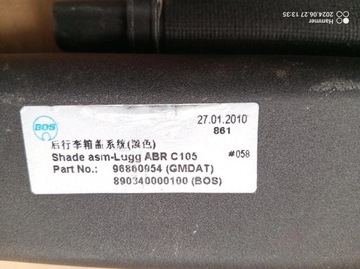 2024.06.27 13:35
Hammer
BOS
27.01.2010
861
后行李箱盖系统(深色)
Shade asm-Lugg ABR C105
#058
Part No.: 96860954 (GMDAT)
890340000100 (BOS)